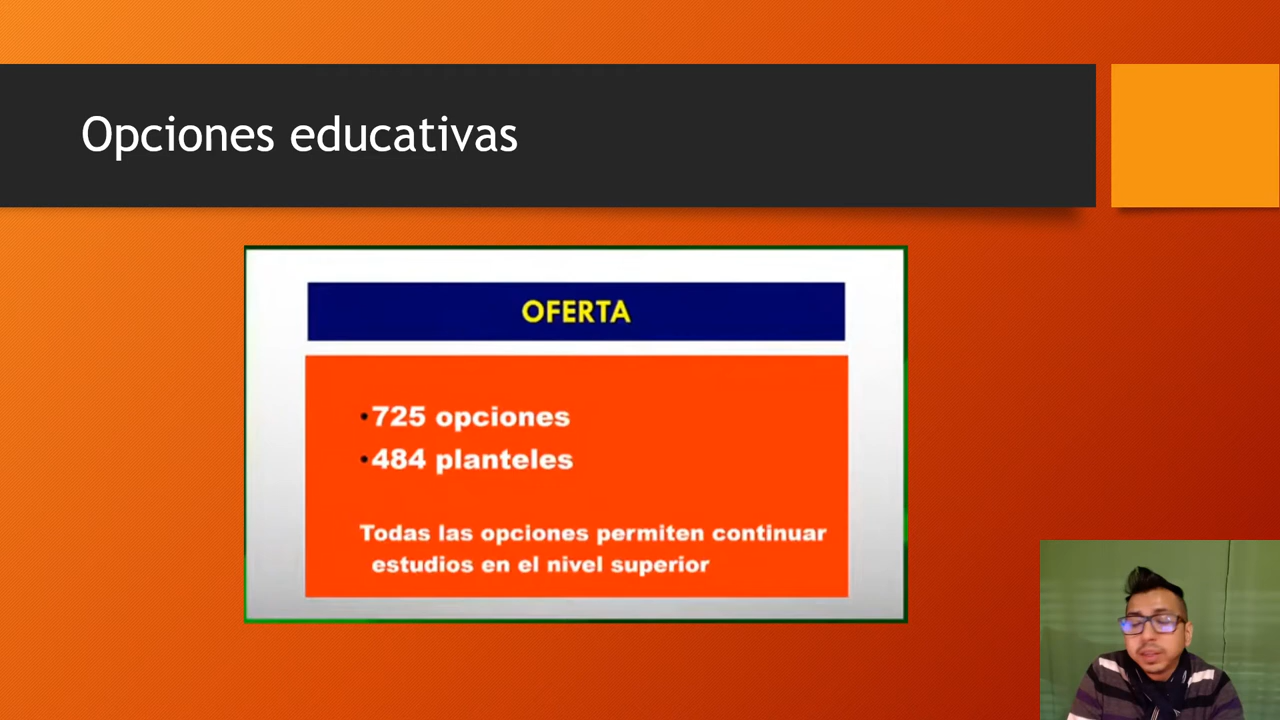 Opciones educativas
OFERTA
•725 opciones
•484 planteles
Todas las opciones permiten continuar
estudios en el nivel superior